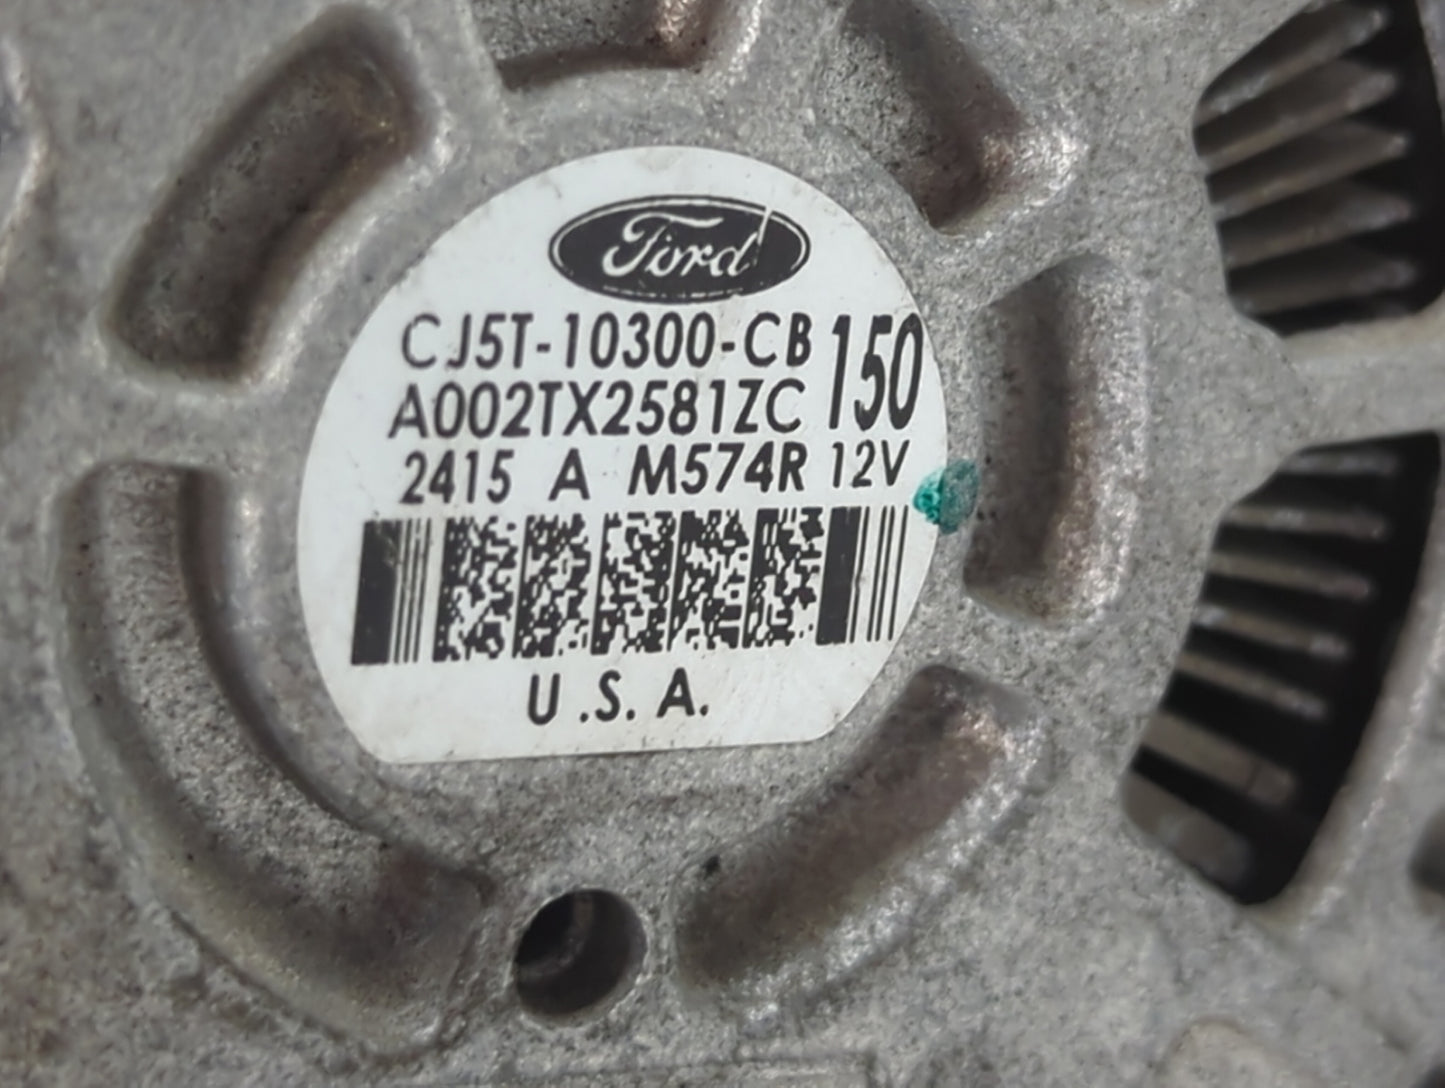 Ford
CJ5T-10300-CB 150
A002TX2581ZC
2415 A M574R 12V
U.S.A.